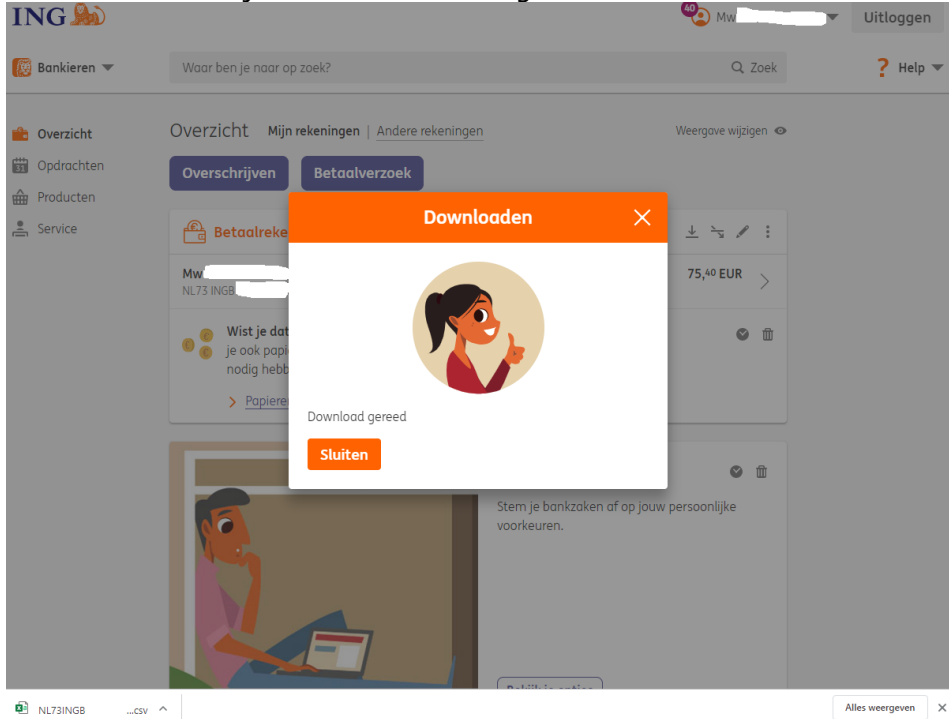 ING
40
Mw
Uitloggen
Bankieren
Waar ben je naar op zoek?
Zoek
? Help
Overzicht
Opdrachten
Producten
Service
Overzicht Mijn rekeningen | Andere rekeningen
Weergave wijzigen
Overschrijven
Betaalverzoek
Betaalreke
Mw
NL73 INGB
75,40 EUR
Wist je dat
je ook papi
nodig hebb
Papieren
Downloaden
Download gereed
Sluiten
Stem je bankzaken af op jouw persoonlijke
voorkeuren.
NL73INGB ...csv
Alles weergeven